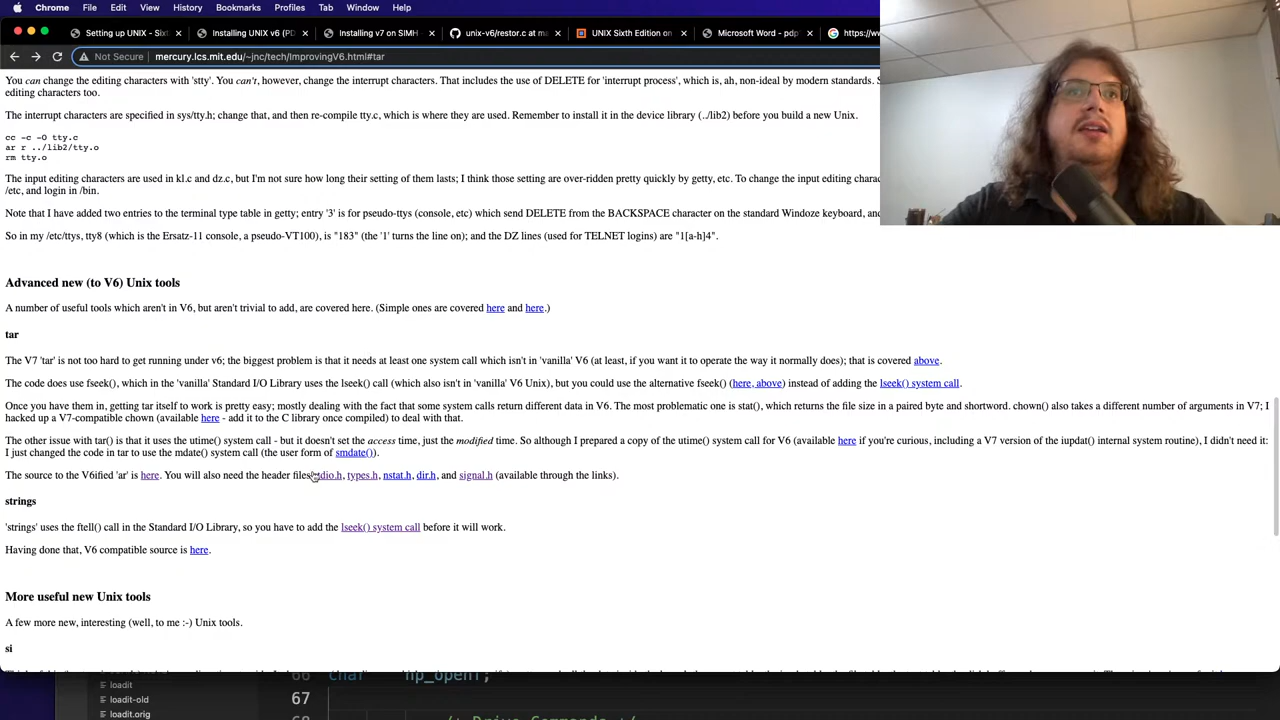 Chrome File Edit View History Bookmarks Profiles Tab Window Help
Setting up UNIX - Sixt Installing UNIX v6 (PD Installing v7 on SIMH unix-v6/restor.c at ma UNIX Sixth Edition on Microsoft Word - pdp https://ww
Not Secure mercury.lcs.mit.edu/~jnc/tech/ImprovingV6.html#tar
You can change the editing characters with 'stty'. You can't, however, change the interrupt characters. That includes the use of DELETE for 'interrupt process', which is, ah, non-ideal by modern standards. S
editing characters too.
The interrupt characters are specified in sys/tty.h; change that, and then re-compile tty.c, which is where they are used. Remember to install it in the device library (../lib2) before you build a new Unix.
cc -c -O tty.c
ar r ../lib2/tty.o
rm tty.o
The input editing characters are used in kl.c and dz.c, but I'm not sure how long their setting of them lasts; I think those setting are over-ridden pretty quickly by getty, etc. To change the input editing charac
/etc, and login in /bin.
Note that I have added two entries to the terminal type table in getty; entry '3' is for pseudo-ttys (console, etc) which send DELETE from the BACKSPACE character on the standard Windoze keyboard, and
So in my /etc/ttys, tty8 (which is the Ersatz-11 console, a pseudo-VT100), is "183" (the '1' turns the line on); and the DZ lines (used for TELNET logins) are "1[a-h]4".
Advanced new (to V6) Unix tools
A number of useful tools which aren't in V6, but aren't trivial to add, are covered here. (Simple ones are covered here and here.)
tar
The V7 'tar' is not too hard to get running under v6; the biggest problem is that it needs at least one system call which isn't in 'vanilla' V6 (at least, if you want it to operate the way it normally does); that is covered above.
The code does use fseek(), which in the 'vanilla' Standard I/O Library uses the lseek() call (which also isn't in 'vanilla' V6 Unix), but you could use the alternative fseek() (here, above) instead of adding the lseek() system call.
Once you have them in, getting tar itself to work is pretty easy; mostly dealing with the fact that some system calls return different data in V6. The most problematic one is stat(), which returns the file size in a paired byte and shortword. chown() also takes a different number of arguments in V7; I
hacked up a V7-compatible chown (available here - add it to the C library once compiled) to deal with that.
The other issue with tar() is that it uses the utime() system call - but it doesn't set the access time, just the modified time. So although I prepared a copy of the utime() system call for V6 (available here if you're curious, including a V7 version of the iupdat() internal system routine), I didn't need it:
I just changed the code in tar to use the mdate() system call (the user form of smdate()).
The source to the V6ified 'ar' is here. You will also need the header files dio.h, types.h, nstat.h, dir.h, and signal.h (available through the links).
strings
'strings' uses the ftell() call in the Standard I/O Library, so you have to add the lseek() system call before it will work.
Having done that, V6 compatible source is here.
More useful new Unix tools
A few more new, interesting (well, to me :-) Unix tools.
si
loadit
loadit-old
loadit.orig
67